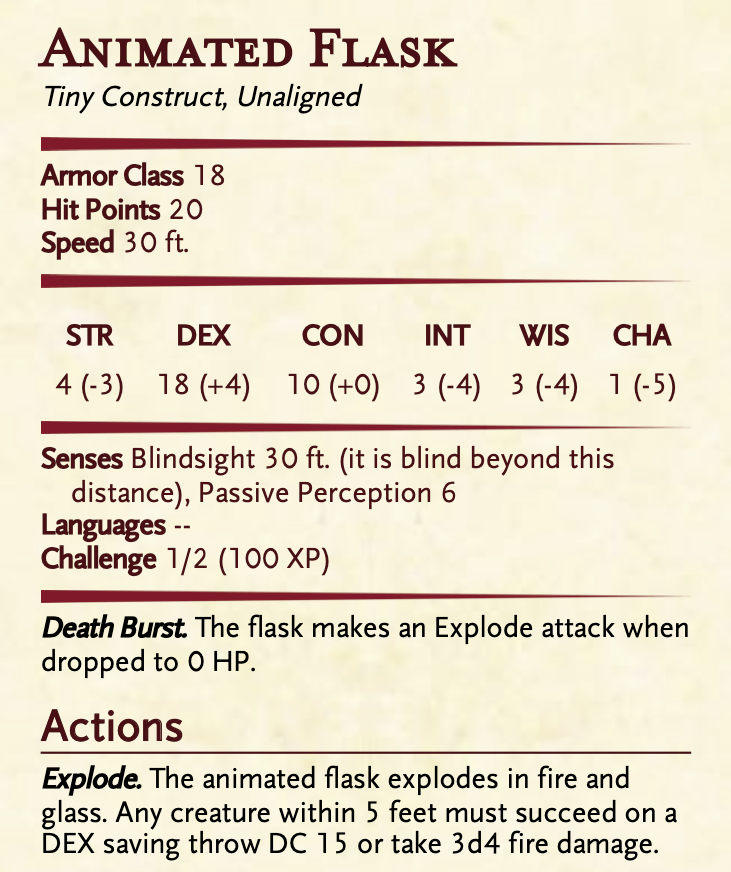 Animated Flask
Tiny Construct, Unaligned
Armor Class 18
Hit Points 20
Speed 30 ft.
STR DEX CON INT WIS CHA
4 (-3) 18 (+4) 10 (+0) 3 (-4) 3 (-4) 1 (-5)
Senses Blindsight 30 ft. (it is blind beyond this
distance), Passive Perception 6
Languages --
Challenge 1/2 (100 XP)
Death Burst. The flask makes an Explode attack when
dropped to 0 HP.
Actions
Explode. The animated flask explodes in fire and
glass. Any creature within 5 feet must succeed on a
DEX saving throw DC 15 or take 3d4 fire damage.